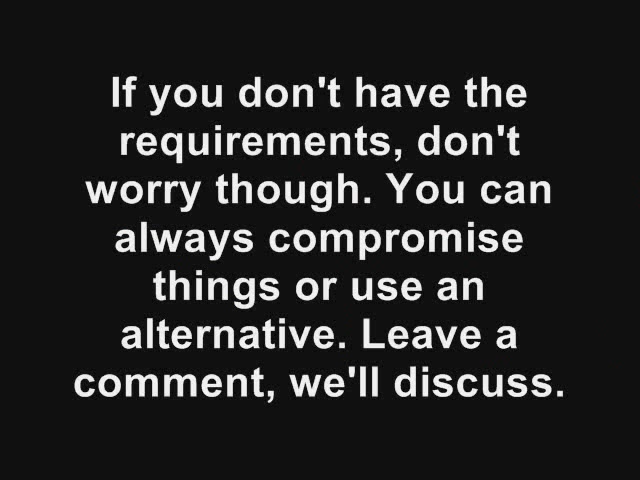 If you don't have the
requirements, don't
worry though. You can
always compromise
things or use an
alternative. Leave a
comment, we'll discuss.